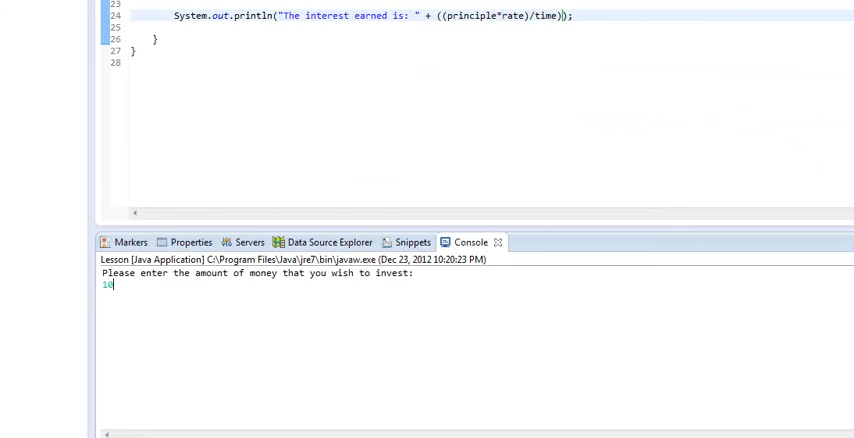 23
24 System.out.println("The interest earned is: " + ((principle*rate)/time));
25
26 }
27 }
28
Markers Properties Servers Data Source Explorer Snippets Console
Lesson [Java Application] C:\Program Files\Java\jre7\bin\javaw.exe (Dec 23, 2012 10:20:23 PM)
Please enter the amount of money that you wish to invest:
10